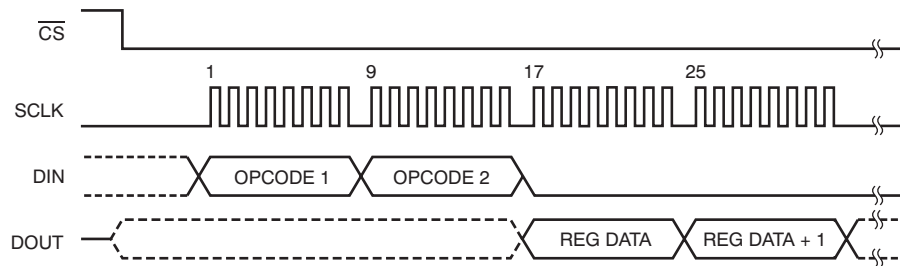 CS
1 9 17 25
SCLK
DIN OPCODE 1 OPCODE 2
DOUT REG DATA REG DATA + 1